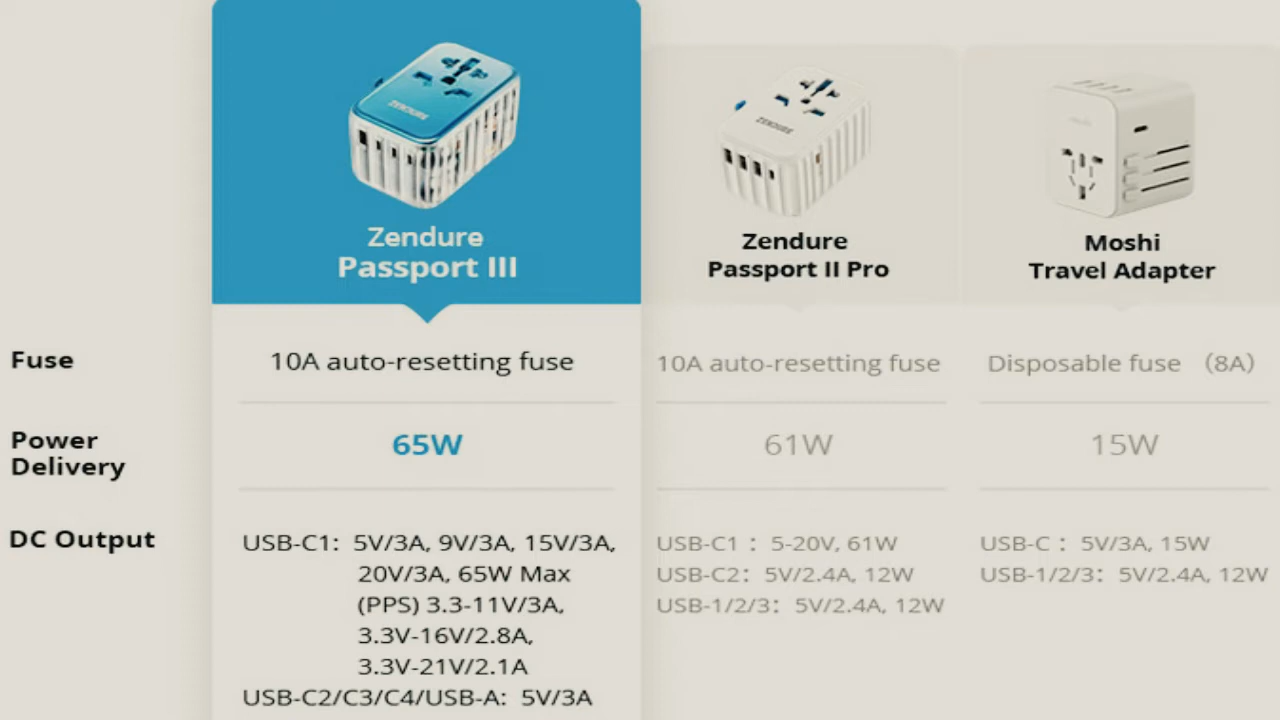 ZENDURE
ZENDURE
Zendure
Passport III
Zendure
Passport II Pro
Moshi
Travel Adapter
Fuse
10A auto-resetting fuse
10A auto-resetting fuse
Disposable fuse （8A）
Power
Delivery
65W
61W
15W
DC Output
USB-C1: 5V/3A, 9V/3A, 15V/3A,
20V/3A, 65W Max
(PPS) 3.3-11V/3A,
3.3V-16V/2.8A,
3.3V-21V/2.1A
USB-C2/C3/C4/USB-A: 5V/3A
USB-C1 : 5-20V, 61W
USB-C2: 5V/2.4A, 12W
USB-1/2/3: 5V/2.4A, 12W
USB-C : 5V/3A, 15W
USB-1/2/3: 5V/2.4A, 12W